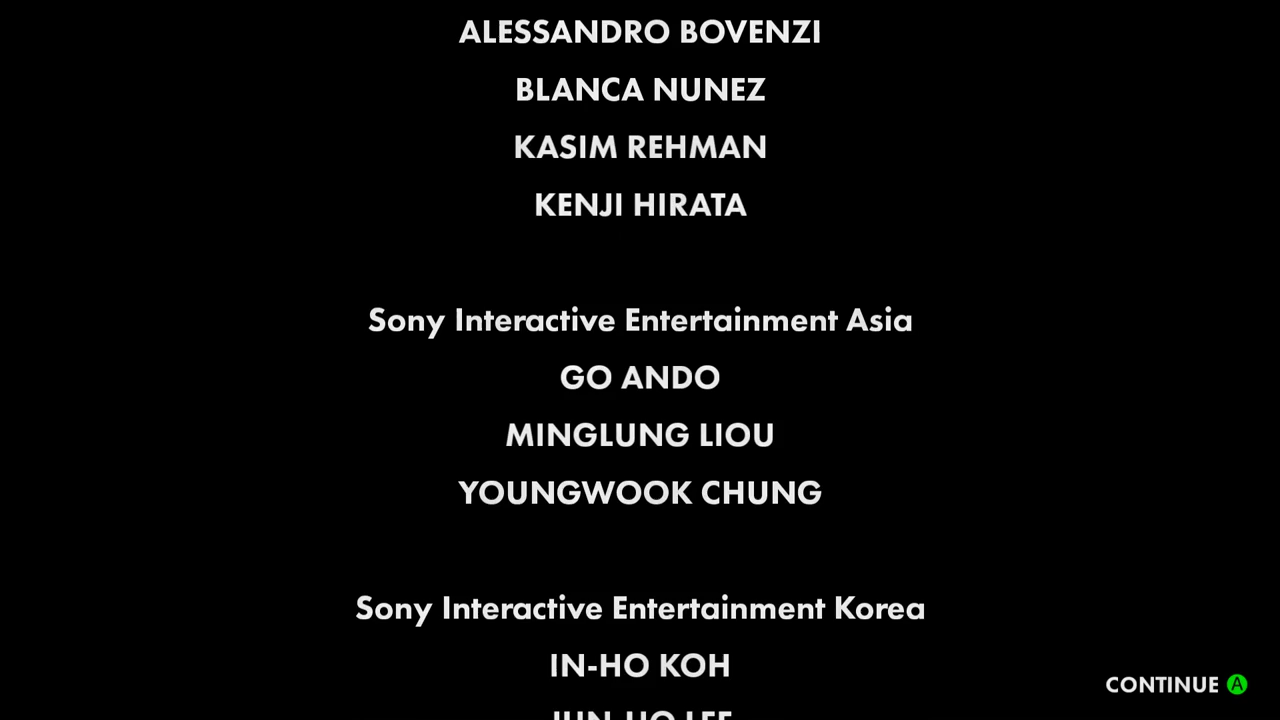 ALESSANDRO BOVENZI
BLANCA NUNEZ
KASIM REHMAN
KENJI HIRATA
Sony Interactive Entertainment Asia
GO ANDO
MINGLUNG LIOU
YOUNGWOOK CHUNG
Sony Interactive Entertainment Korea
IN-HO KOH
CONTINUE A